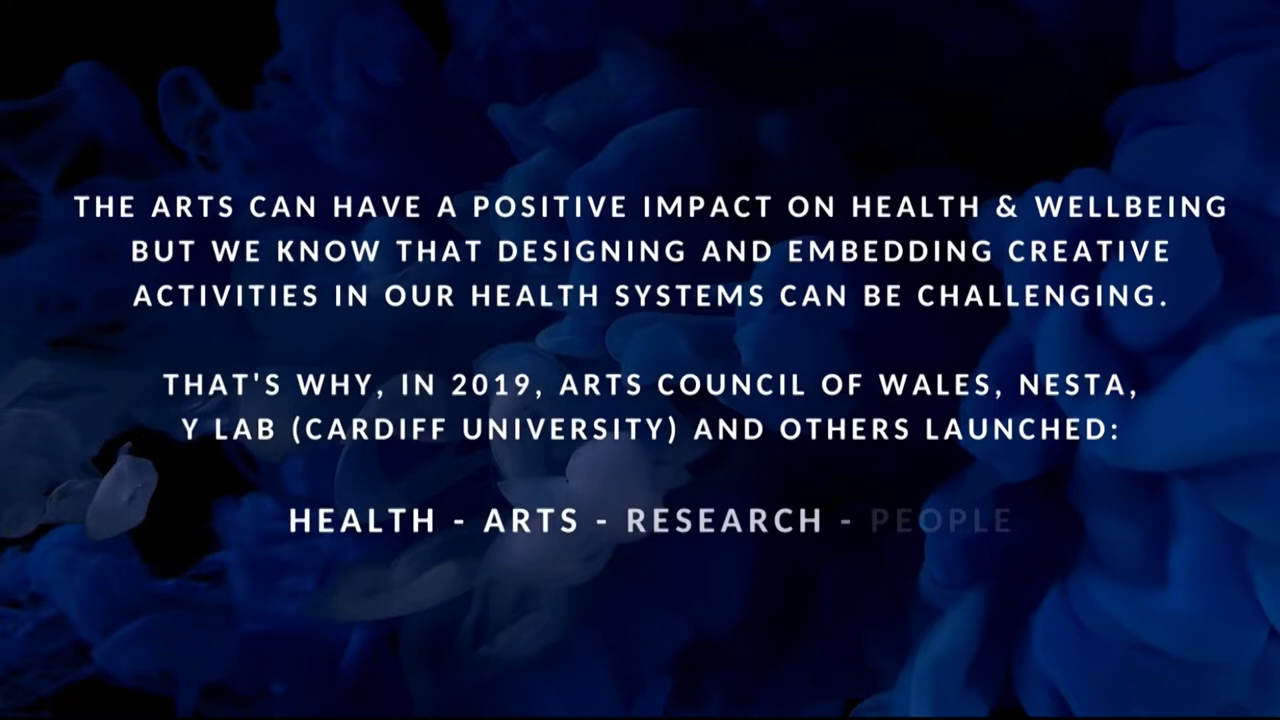 THE ARTS CAN HAVE A POSITIVE IMPACT ON HEALTH & WELLBEING
BUT WE KNOW THAT DESIGNING AND EMBEDDING CREATIVE
ACTIVITIES IN OUR HEALTH SYSTEMS CAN BE CHALLENGING.
THAT'S WHY, IN 2019, ARTS COUNCIL OF WALES, NESTA,
Y LAB (CARDIFF UNIVERSITY) AND OTHERS LAUNCHED:
HEALTH - ARTS - RESEARCH - PEOPLE